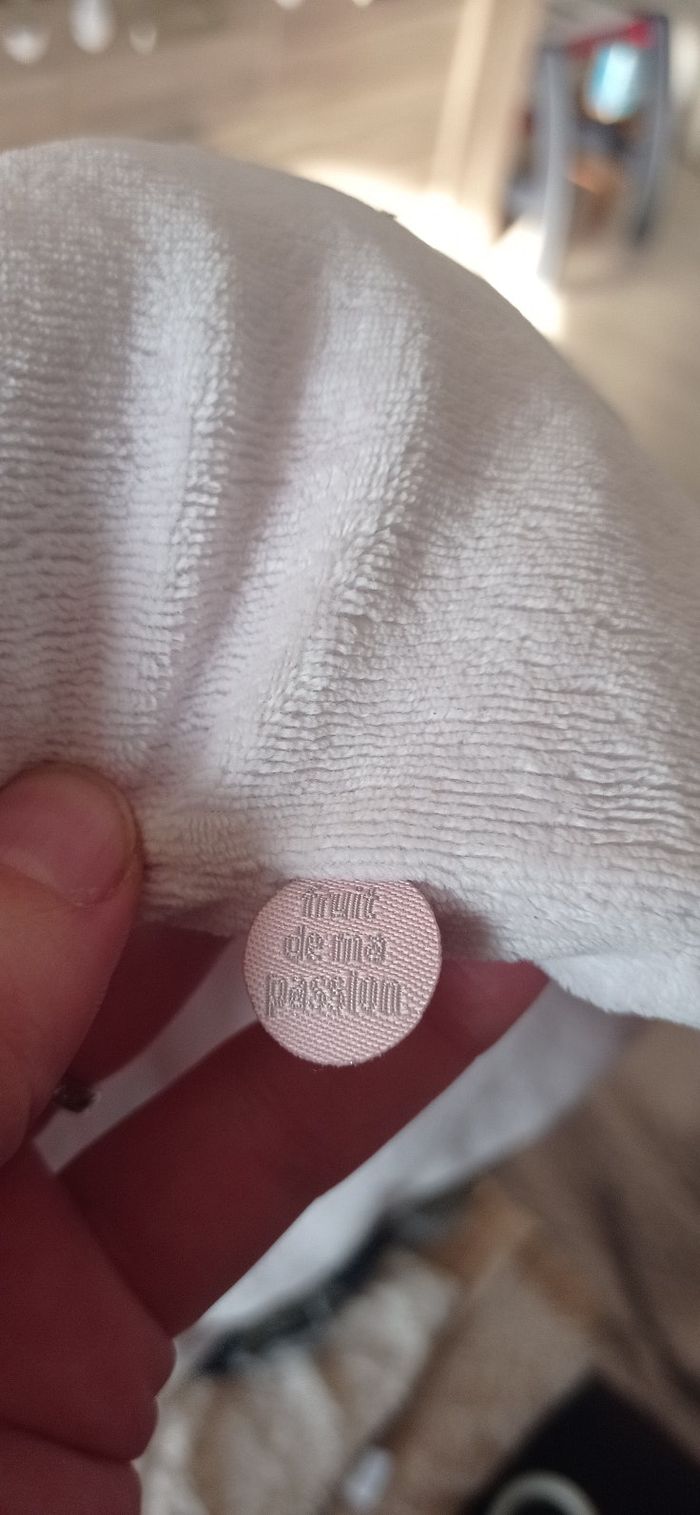 fruit
de ma
passion